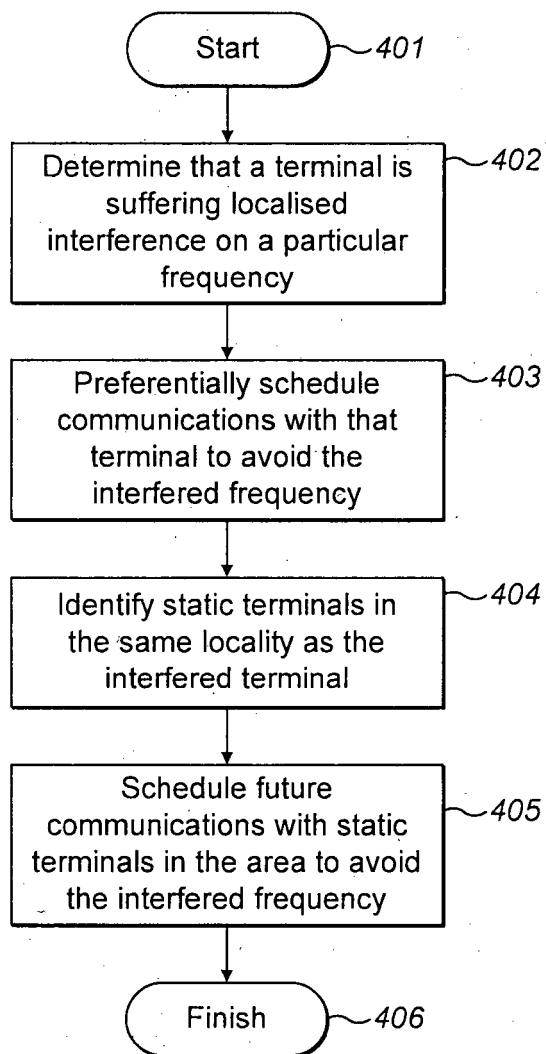 Start
401
Determine that a terminal is
suffering localised
interference on a particular
frequency
402
Preferentially schedule
communications with that
terminal to avoid the
interfered frequency
403
Identify static terminals in
the same locality as the
interfered terminal
404
Schedule future
communications with static
terminals in the area to avoid
the interfered frequency
405
Finish
406